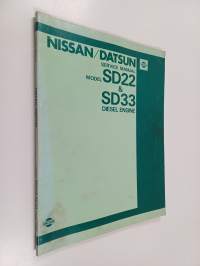 NISSAN/DATSUN
SERVICE MANUAL
MODEL SD22
&
SD33
DIESEL ENGINE